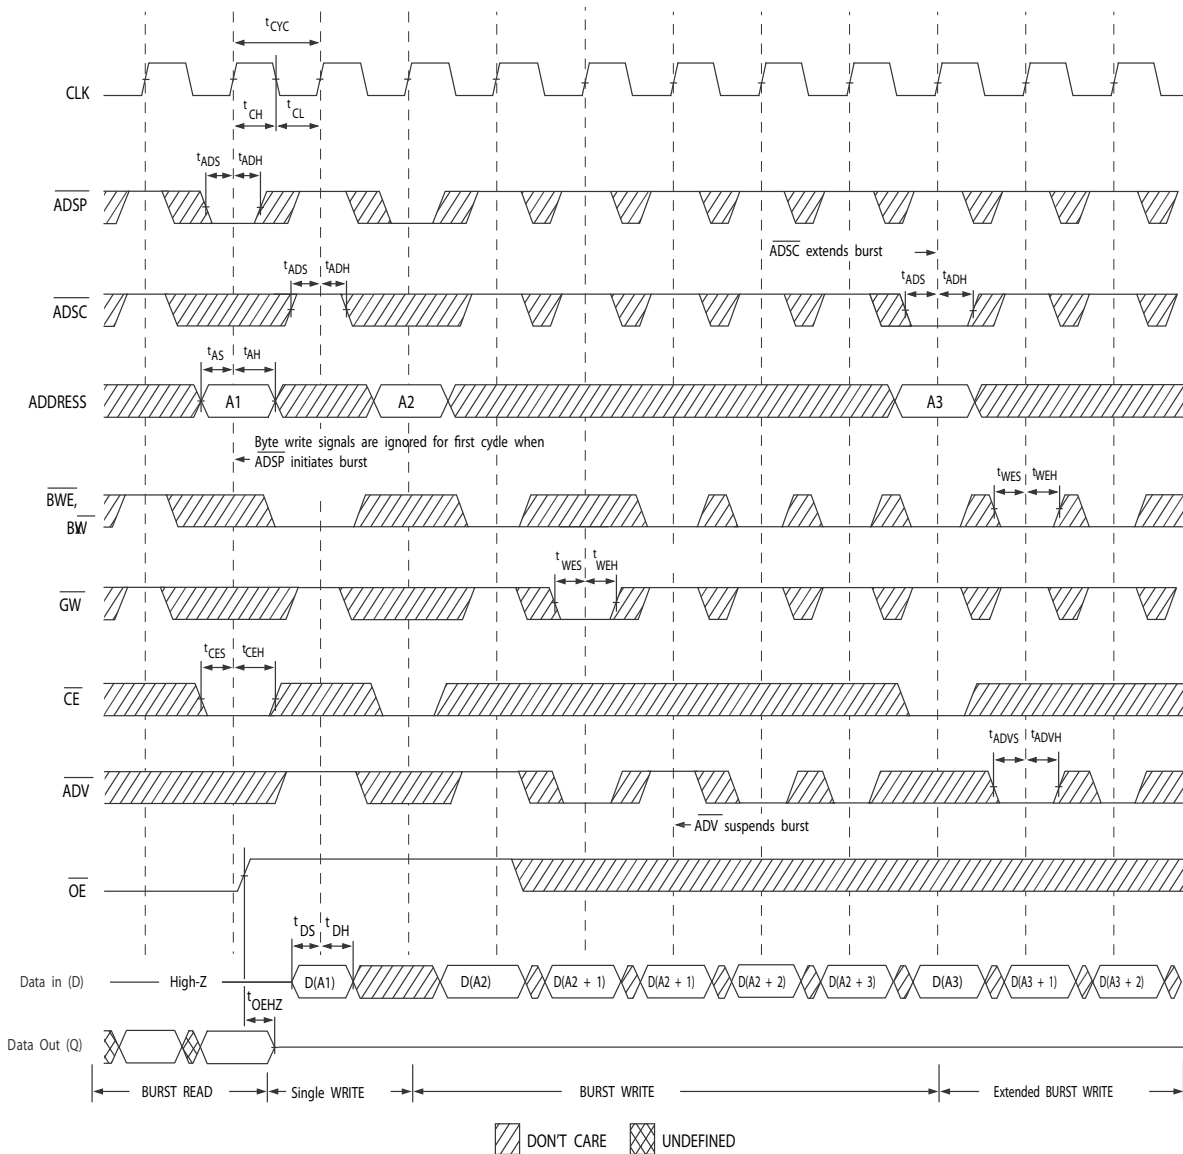 tCYC
CLK
tCH
tCL
tADS tADH
ADSP
ADSC extends burst
tADS tADH
tADS tADH
ADSC
tAS tAH
ADDRESS
A1
A2
A3
Byte write signals are ignored for first cycle when
ADSP initiates burst
BWE,
BWX
tWES tWEH
tWES tWEH
GW
tCES tCEH
CE
tADVS tADVH
ADV
ADV suspends burst
OE
tDS tDH
Data in (D)
High-Z
D(A1)
D(A2)
D(A2 + 1)
D(A2 + 1)
D(A2 + 2)
D(A2 + 3)
D(A3)
D(A3 + 1)
D(A3 + 2)
tOEHZ
Data Out (Q)
BURST READ
Single WRITE
BURST WRITE
Extended BURST WRITE
DON'T CARE
UNDEFINED